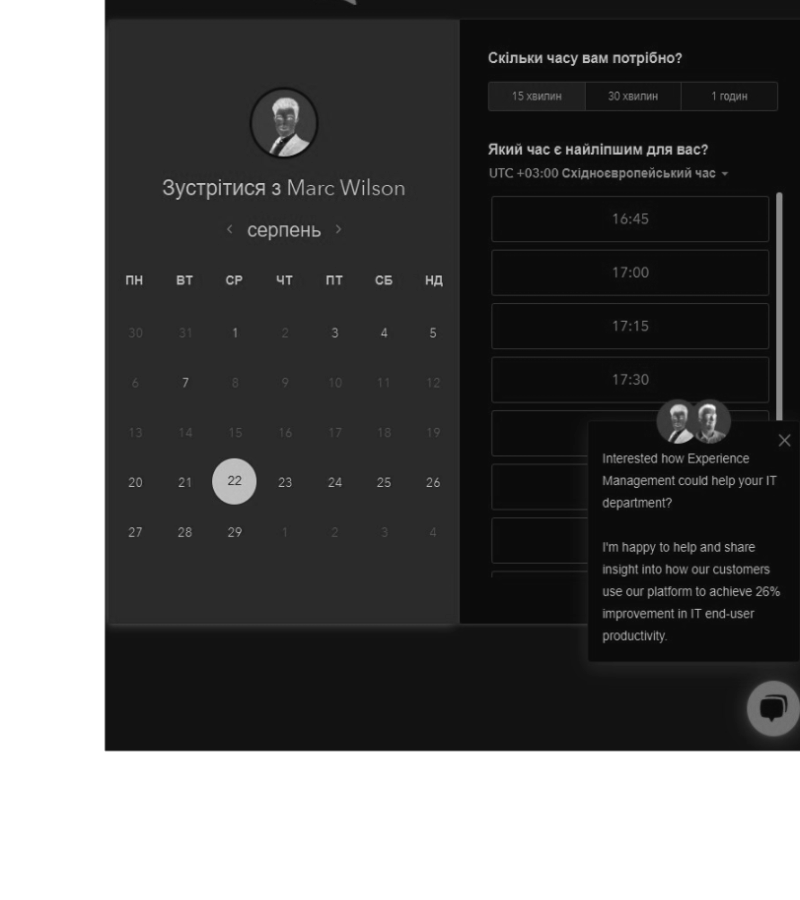 Зустрітися з Marc Wilson
серпень
ПН ВТ СР ЧТ ПТ СБ НД
30 31 1 2 3 4 5
6 7 8 9 10 11 12
13 14 15 16 17 18 19
20 21 22 23 24 25 26
27 28 29 1 2 3 4
Скільки часу вам потрібно?
15 хвилин 30 хвилин 1 годин
Який час є найліпшим для вас?
UTC +03:00 Східноєвропейський час
16:45
17:00
17:15
17:30
Interested how Experience
Management could help your IT
department?
I'm happy to help and share
insight into how our customers
use our platform to achieve 26%
improvement in IT end-user
productivity.